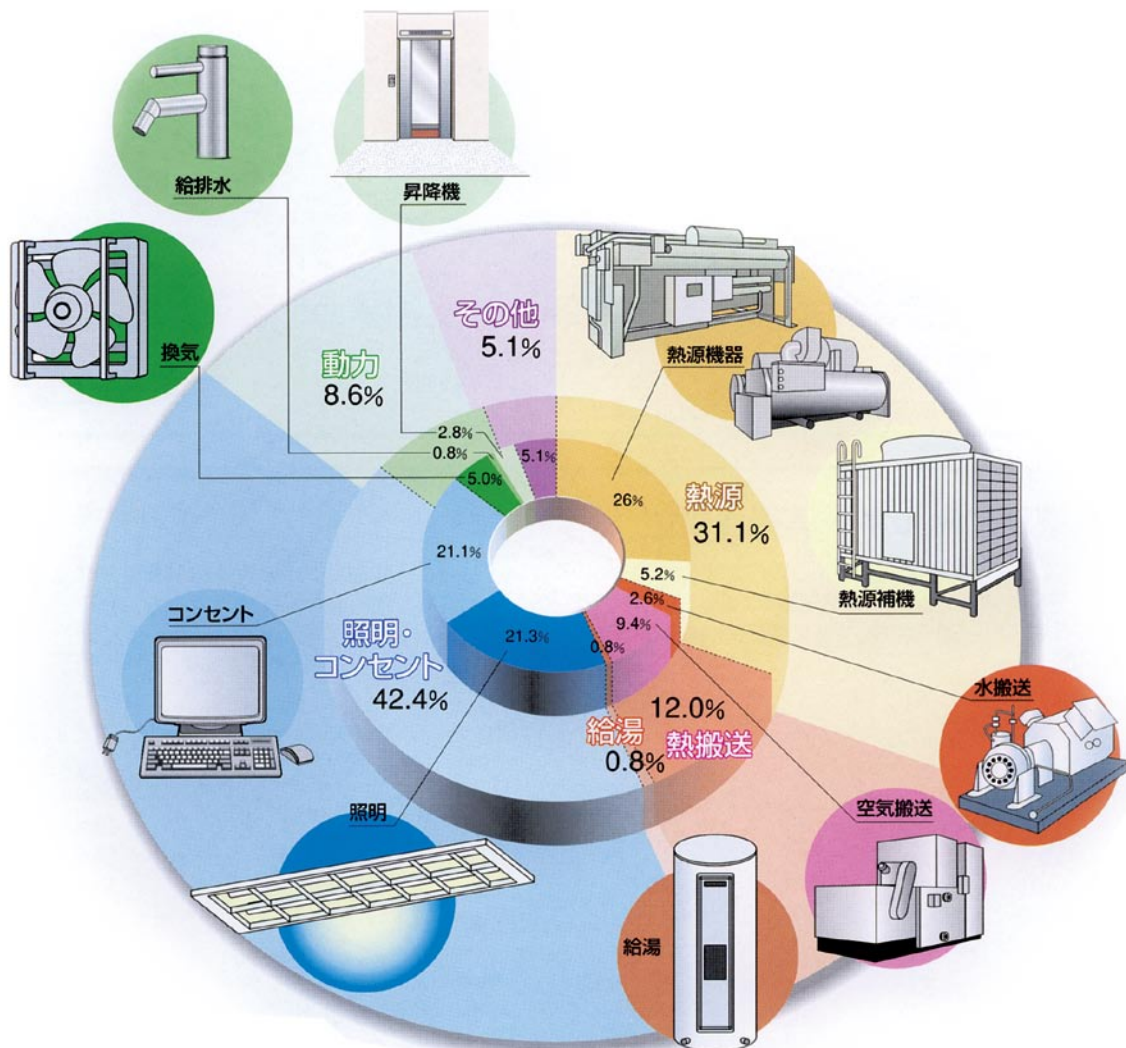 給排水
昇降機
換気
その他
5.1%
動力
8.6%
熱源機器
2.8%
0.8%
5.0%
5.1%
26%
熱源
31.1%
21.1%
5.2%
熱源補機
2.6%
コンセント
9.4%
21.3%
0.8%
照明・
コンセント
42.4%
水搬送
12.0%
熱搬送
給湯
0.8%
照明
空気搬送
給湯